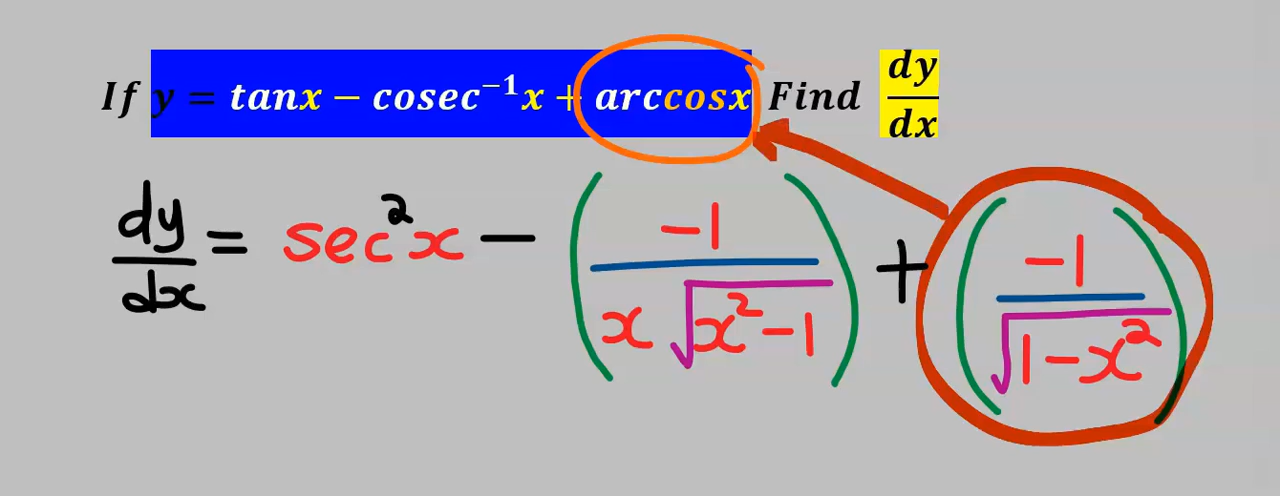 If y = tanx − cosec⁻¹x + arccosx Find dy/dx
dy/dx = sec²x − (-1/(x√(x²-1))) + (-1/√(1-x²))